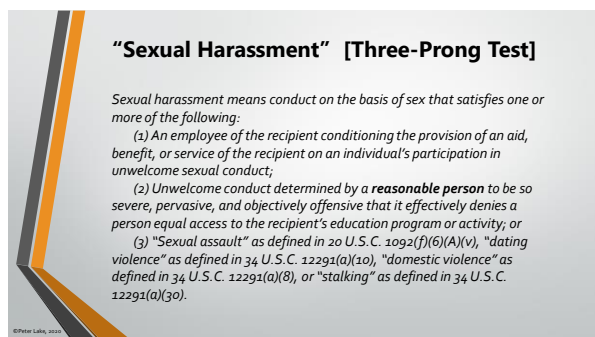 “Sexual Harassment” [Three-Prong Test]
Sexual harassment means conduct on the basis of sex that satisfies one or
more of the following:
(1) An employee of the recipient conditioning the provision of an aid,
benefit, or service of the recipient on an individual’s participation in
unwelcome sexual conduct;
(2) Unwelcome conduct determined by a reasonable person to be so
severe, pervasive, and objectively offensive that it effectively denies a
person equal access to the recipient’s education program or activity; or
(3) “Sexual assault” as defined in 20 U.S.C. 1092(f)(6)(A)(v), “dating
violence” as defined in 34 U.S.C. 12291(a)(10), “domestic violence” as
defined in 34 U.S.C. 12291(a)(8), or “stalking” as defined in 34 U.S.C.
12291(a)(30).
©Peter Lake, 2020